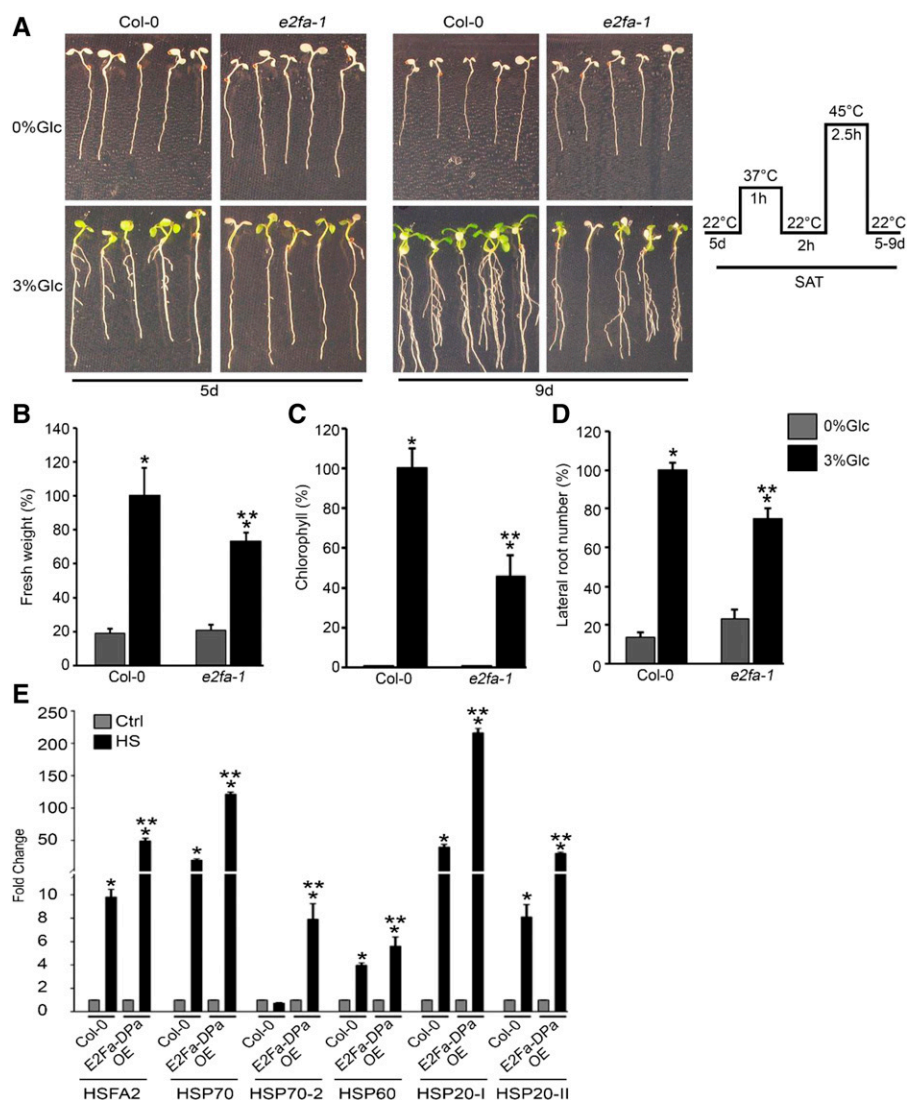 A
Col-0
e2fa-1
Col-0
e2fa-1
0%Glc
3%Glc
5d
9d
22°C
5d
37°C
1h
22°C
2h
45°C
2.5h
22°C
5-9d
SAT
B
Fresh weight (%)
140
120
100
80
60
40
20
0
*
**
*
Col-0
e2fa-1
C
Chlorophyll (%)
120
100
80
60
40
20
0
*
**
*
Col-0
e2fa-1
D
Lateral root number (%)
120
100
80
60
40
20
0
*
**
*
Col-0
e2fa-1
0%Glc
3%Glc
E
Fold Change
250
200
150
100
50
10
8
6
4
2
0
Ctrl
HS
*
**
*
*
**
*
**
*
*
**
*
*
**
*
*
**
*
Col-0
E2Fa-DPa
OE
Col-0
E2Fa-DPa
OE
Col-0
E2Fa-DPa
OE
Col-0
E2Fa-DPa
OE
Col-0
E2Fa-DPa
OE
Col-0
E2Fa-DPa
OE
HSFA2
HSP70
HSP70-2
HSP60
HSP20-I
HSP20-II